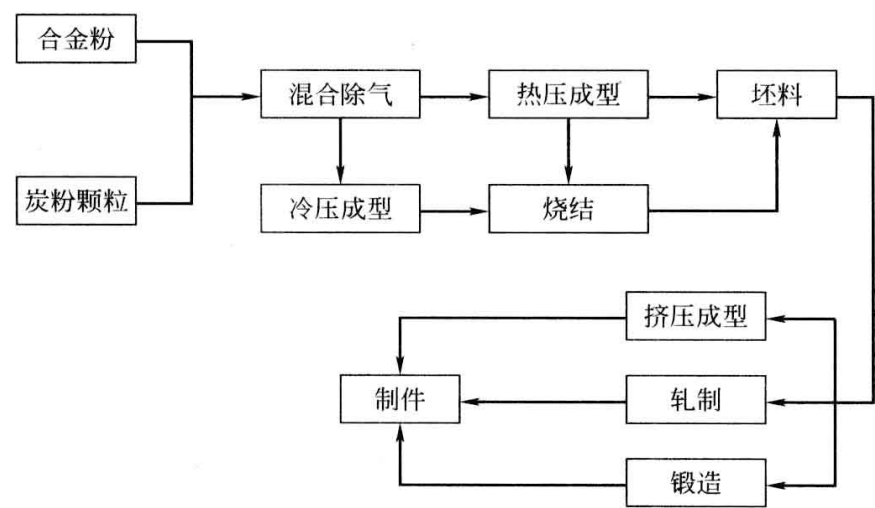 合金粉
混合除气
热压成型
坯料
炭粉颗粒
冷压成型
烧结
挤压成型
制件
轧制
锻造